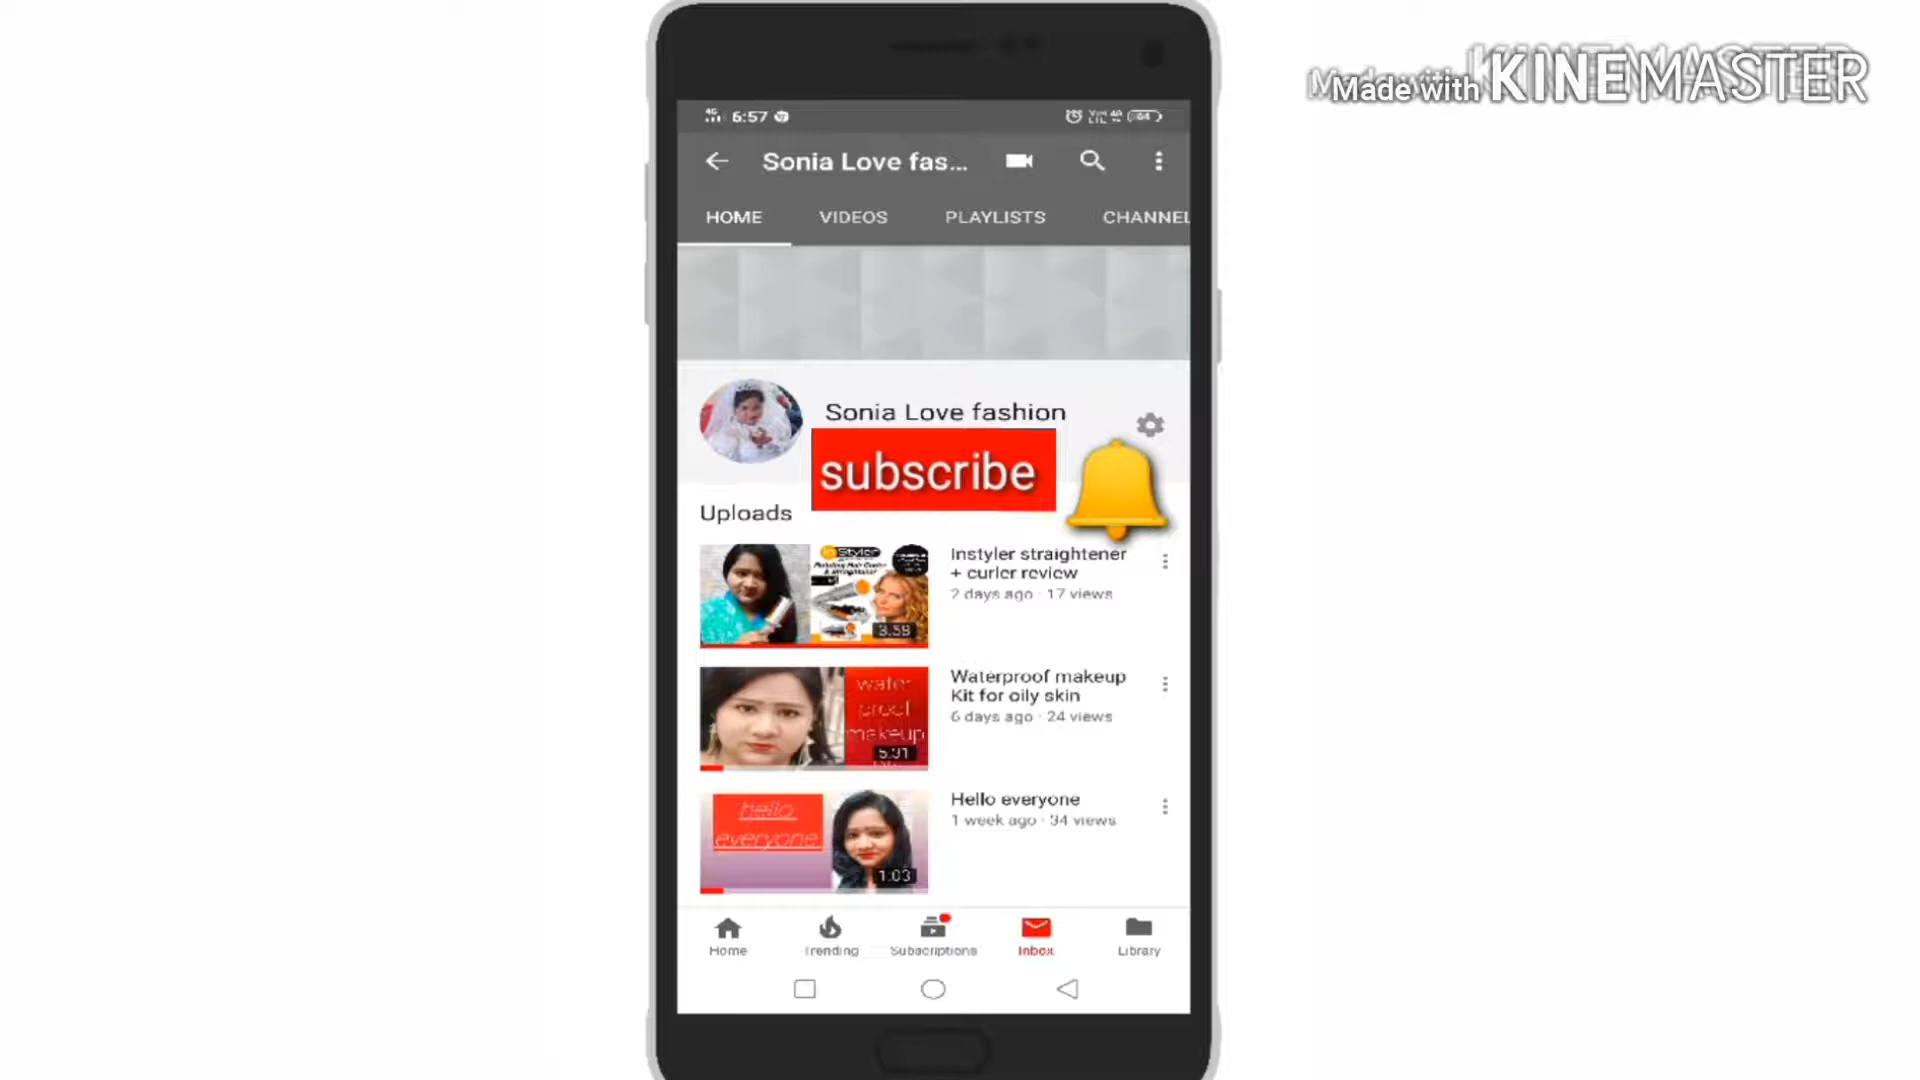 Made with KINEMASTER
4G 6:57 64
Sonia Love fas...
HOME VIDEOS PLAYLISTS CHANNEL
Sonia Love fashion
subscribe
Uploads
InStyler
3:59
Instyler straightener
+ curler review
2 days ago · 17 views
water
proof
makeup
5:31
Waterproof makeup
Kit for oily skin
6 days ago · 24 views
hello
everyone
1:03
Hello everyone
1 week ago · 34 views
Home Trending Subscriptions Inbox Library